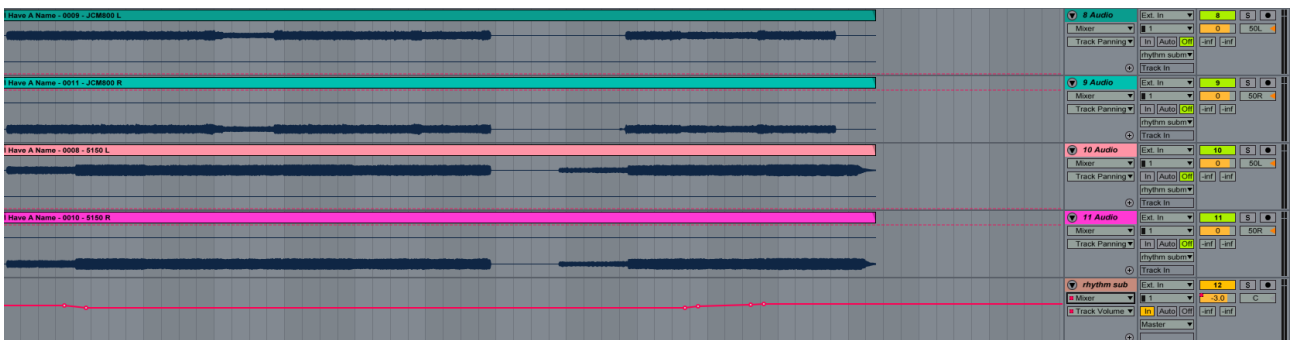 Have A Name - 0009 - JCM800 L
8 Audio
Ext. In
8
S
Mixer
1
0
50L
Track Panning
In Auto Off -inf -inf
rhythm subm
Track In
Have A Name - 0011 - JCM800 R
9 Audio
Ext. In
9
S
Mixer
1
0
50R
Track Panning
In Auto Off -inf -inf
rhythm subm
Track In
Have A Name - 0008 - 5150 L
10 Audio
Ext. In
10
S
Mixer
1
0
50L
Track Panning
In Auto Off -inf -inf
rhythm subm
Track In
Have A Name - 0010 - 5150 R
11 Audio
Ext. In
11
S
Mixer
1
0
50R
Track Panning
In Auto Off -inf -inf
rhythm subm
Track In
rhythm sub
Ext. In
12
S
Mixer
1
-3.0
C
Track Volume
In Auto Off -inf -inf
Master